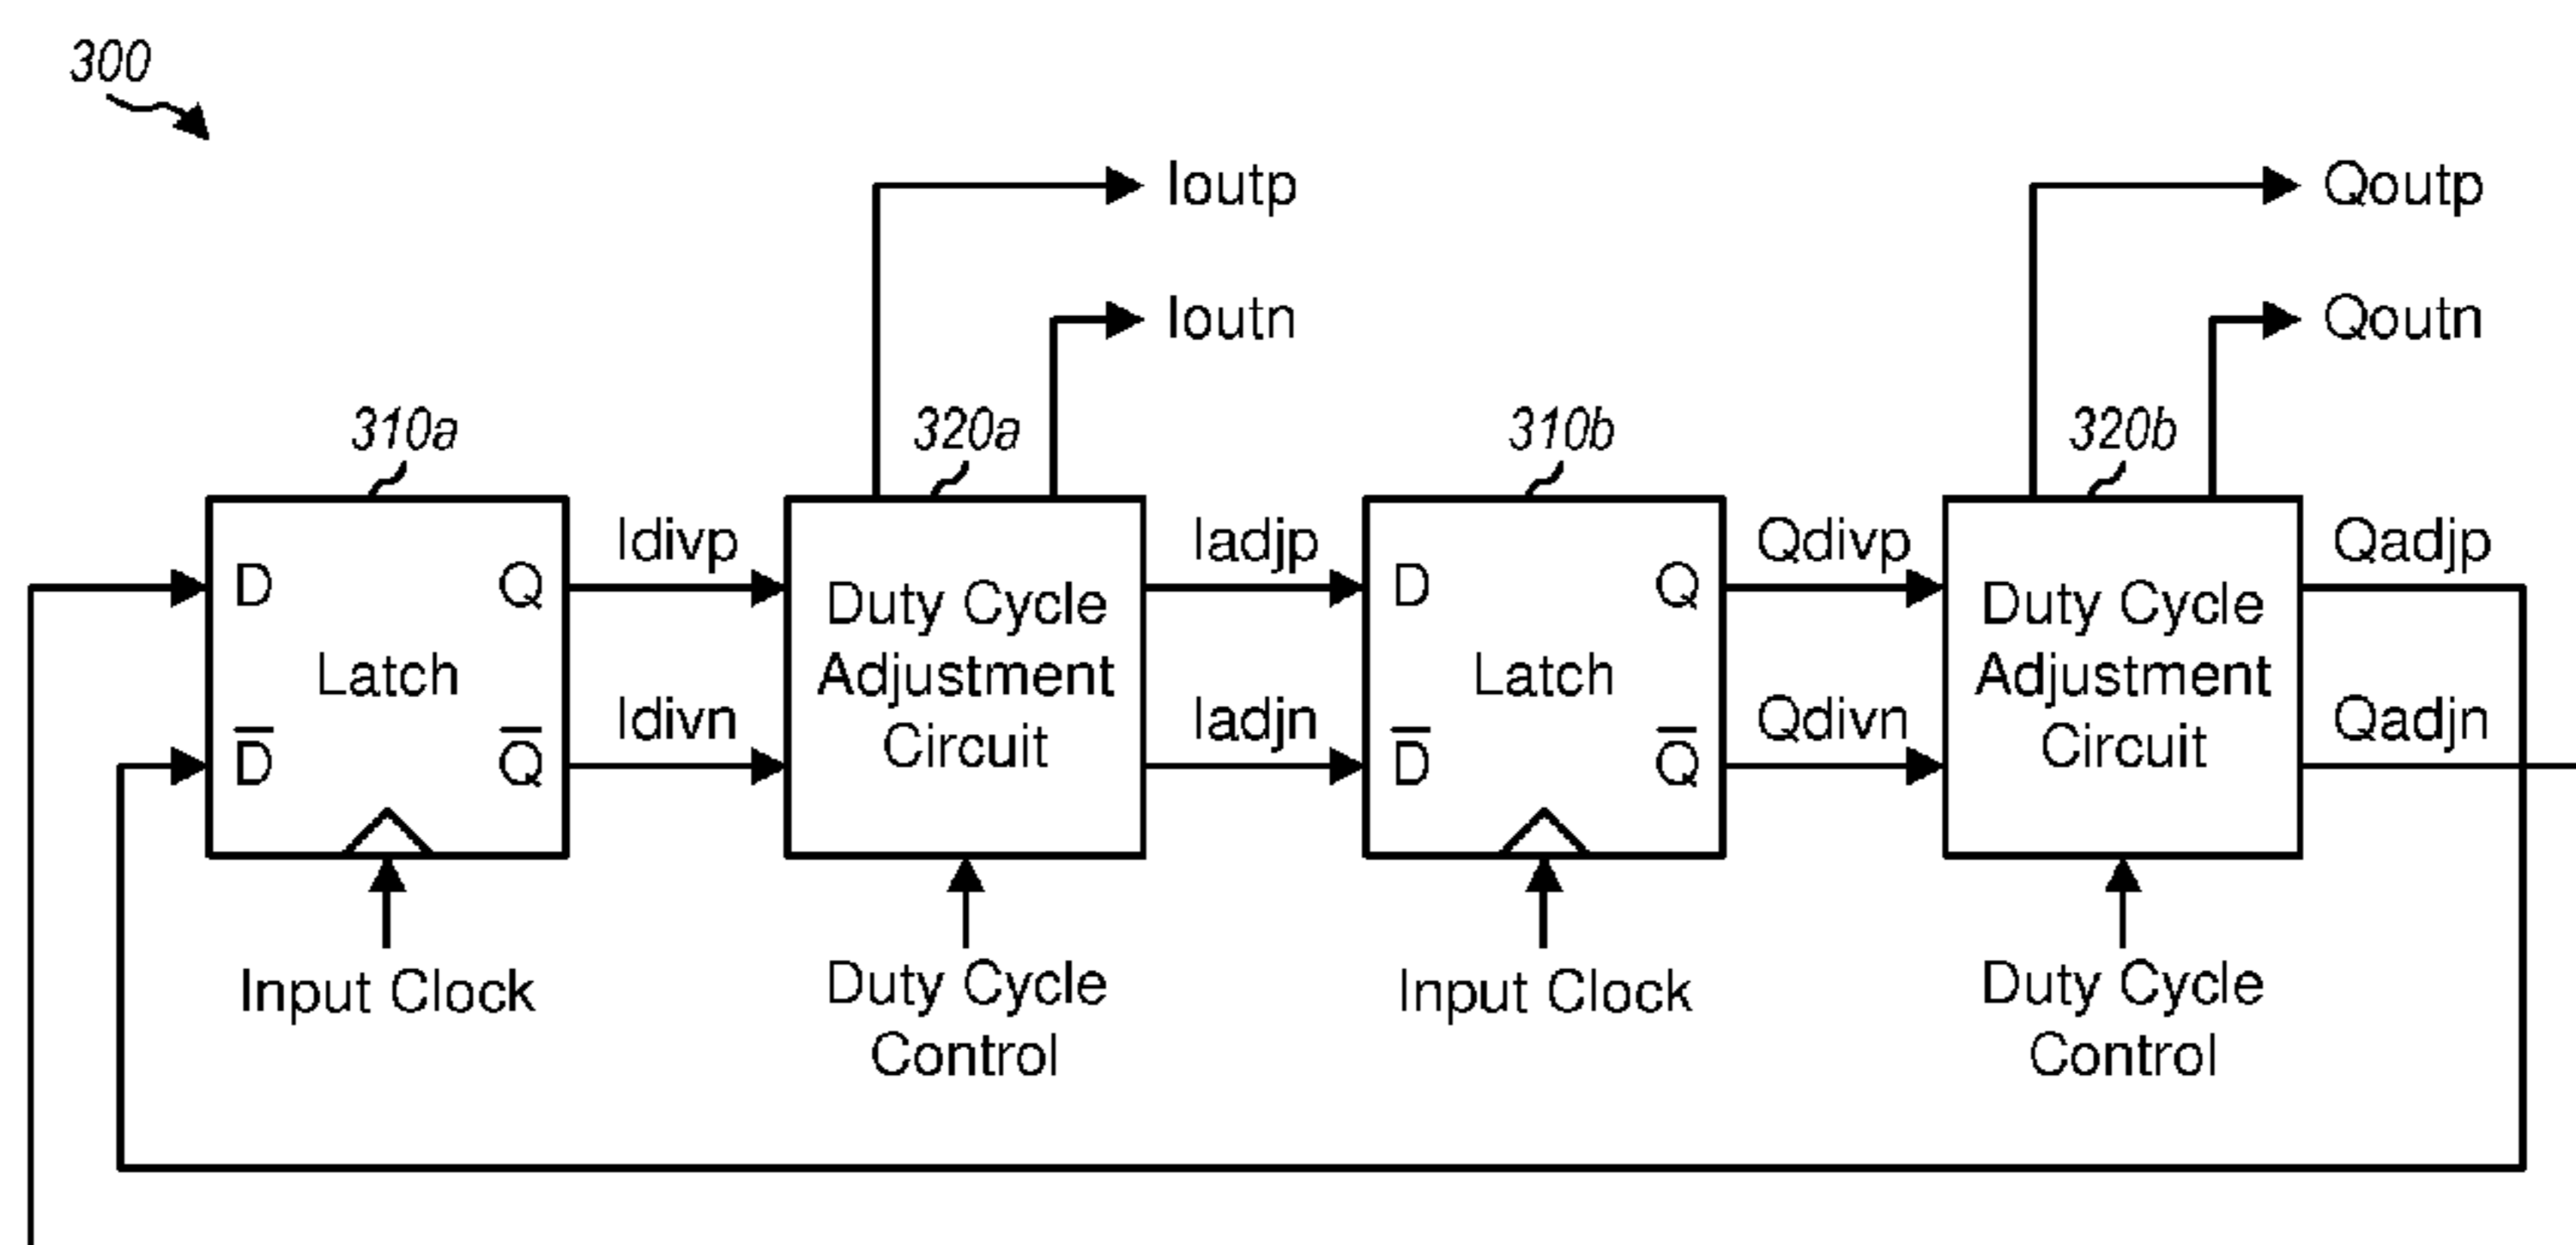 300
Ioutp
Qoutp
Ioutn
Qoutn
310a
320a
310b
320b
Idivp
Iadjp
Qdivp
Qadjp
D
Q
Duty Cycle
Adjustment
Circuit
D
Q
Duty Cycle
Adjustment
Circuit
Latch
Latch
Idivn
Iadjn
Qdivn
Qadjn
D̅
Q̅
D̅
Q̅
Input Clock
Duty Cycle
Control
Input Clock
Duty Cycle
Control